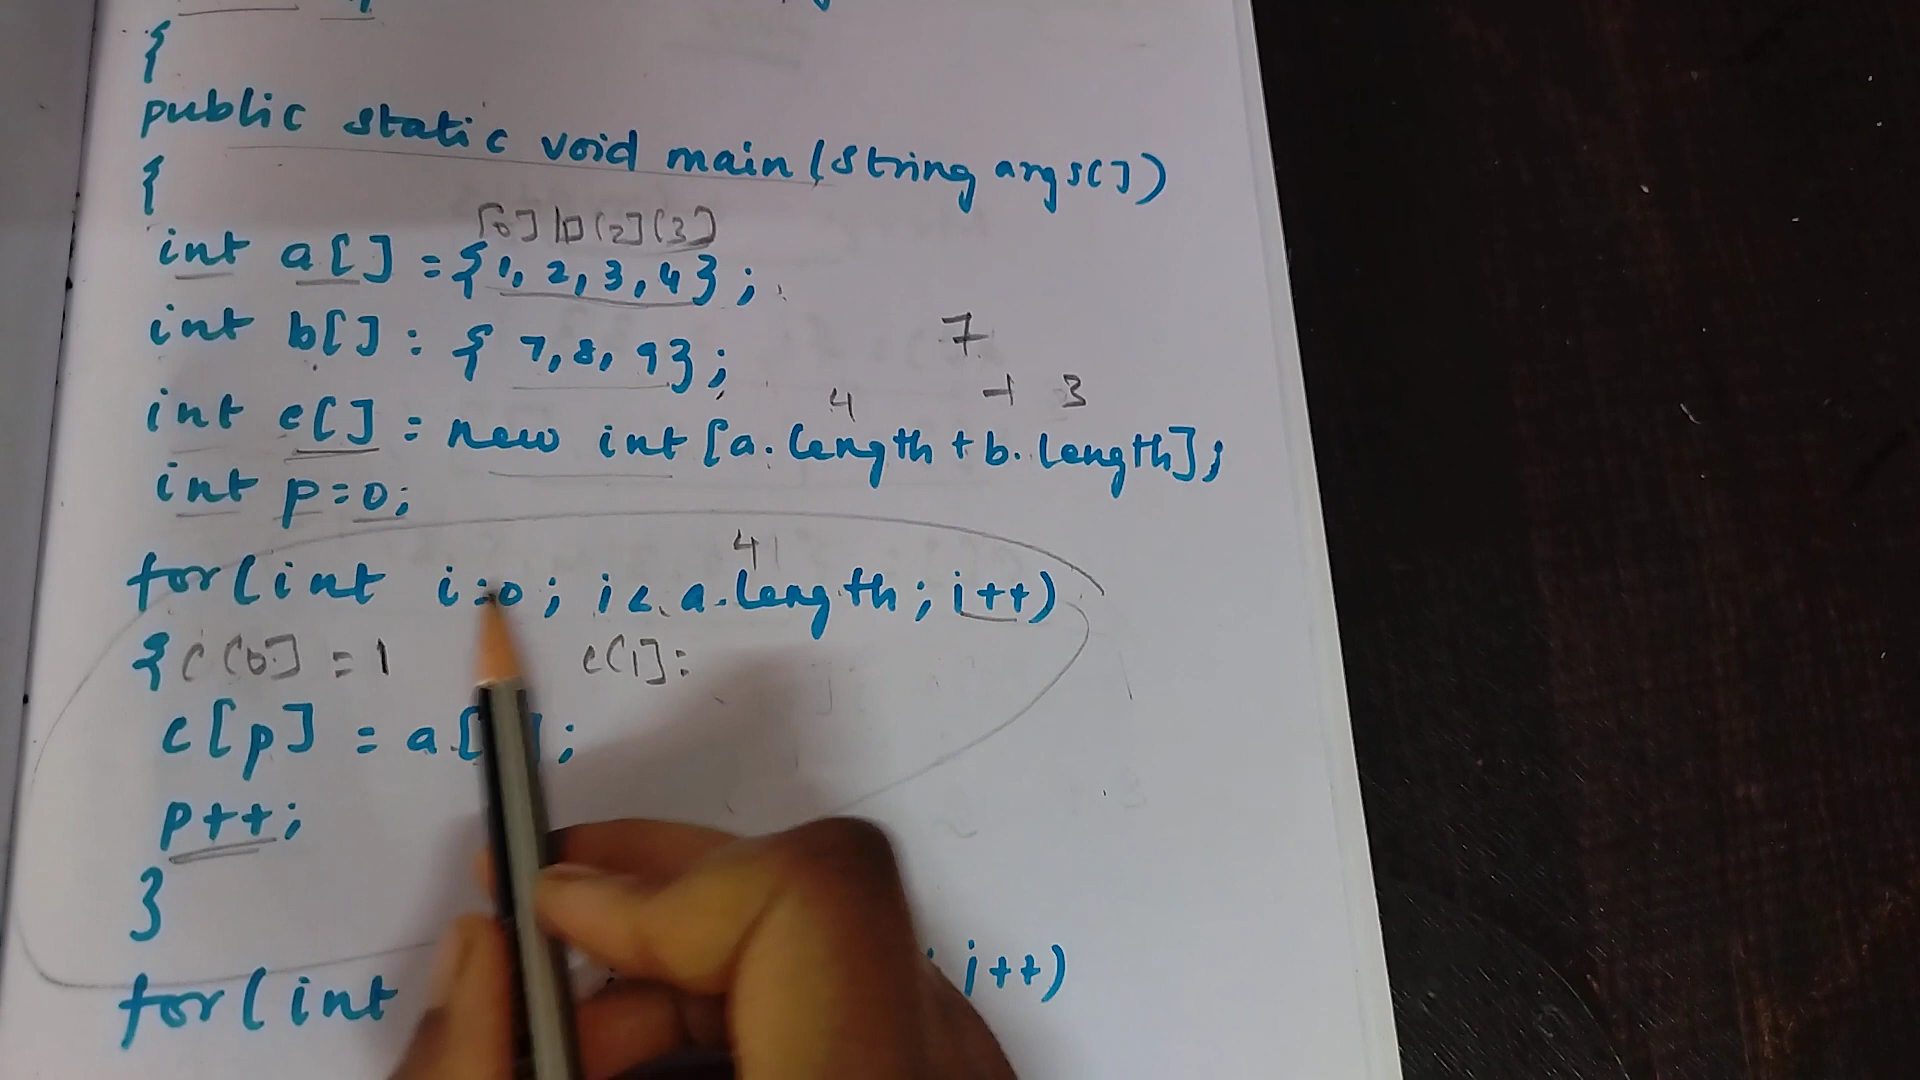 {
public static void main(String args[])
{
[0] [1] [2] [3]
int a[] = {1, 2, 3, 4};
int b[] = { 7, 8, 9};
7
4 + 3
int c[] = new int[a.length + b.length];
int p=0;
4
for(int i=0; i< a.length; i++)
{ c[0] = 1 c[1]=
c[p] = a[ ];
p++;
}
for(int j++)